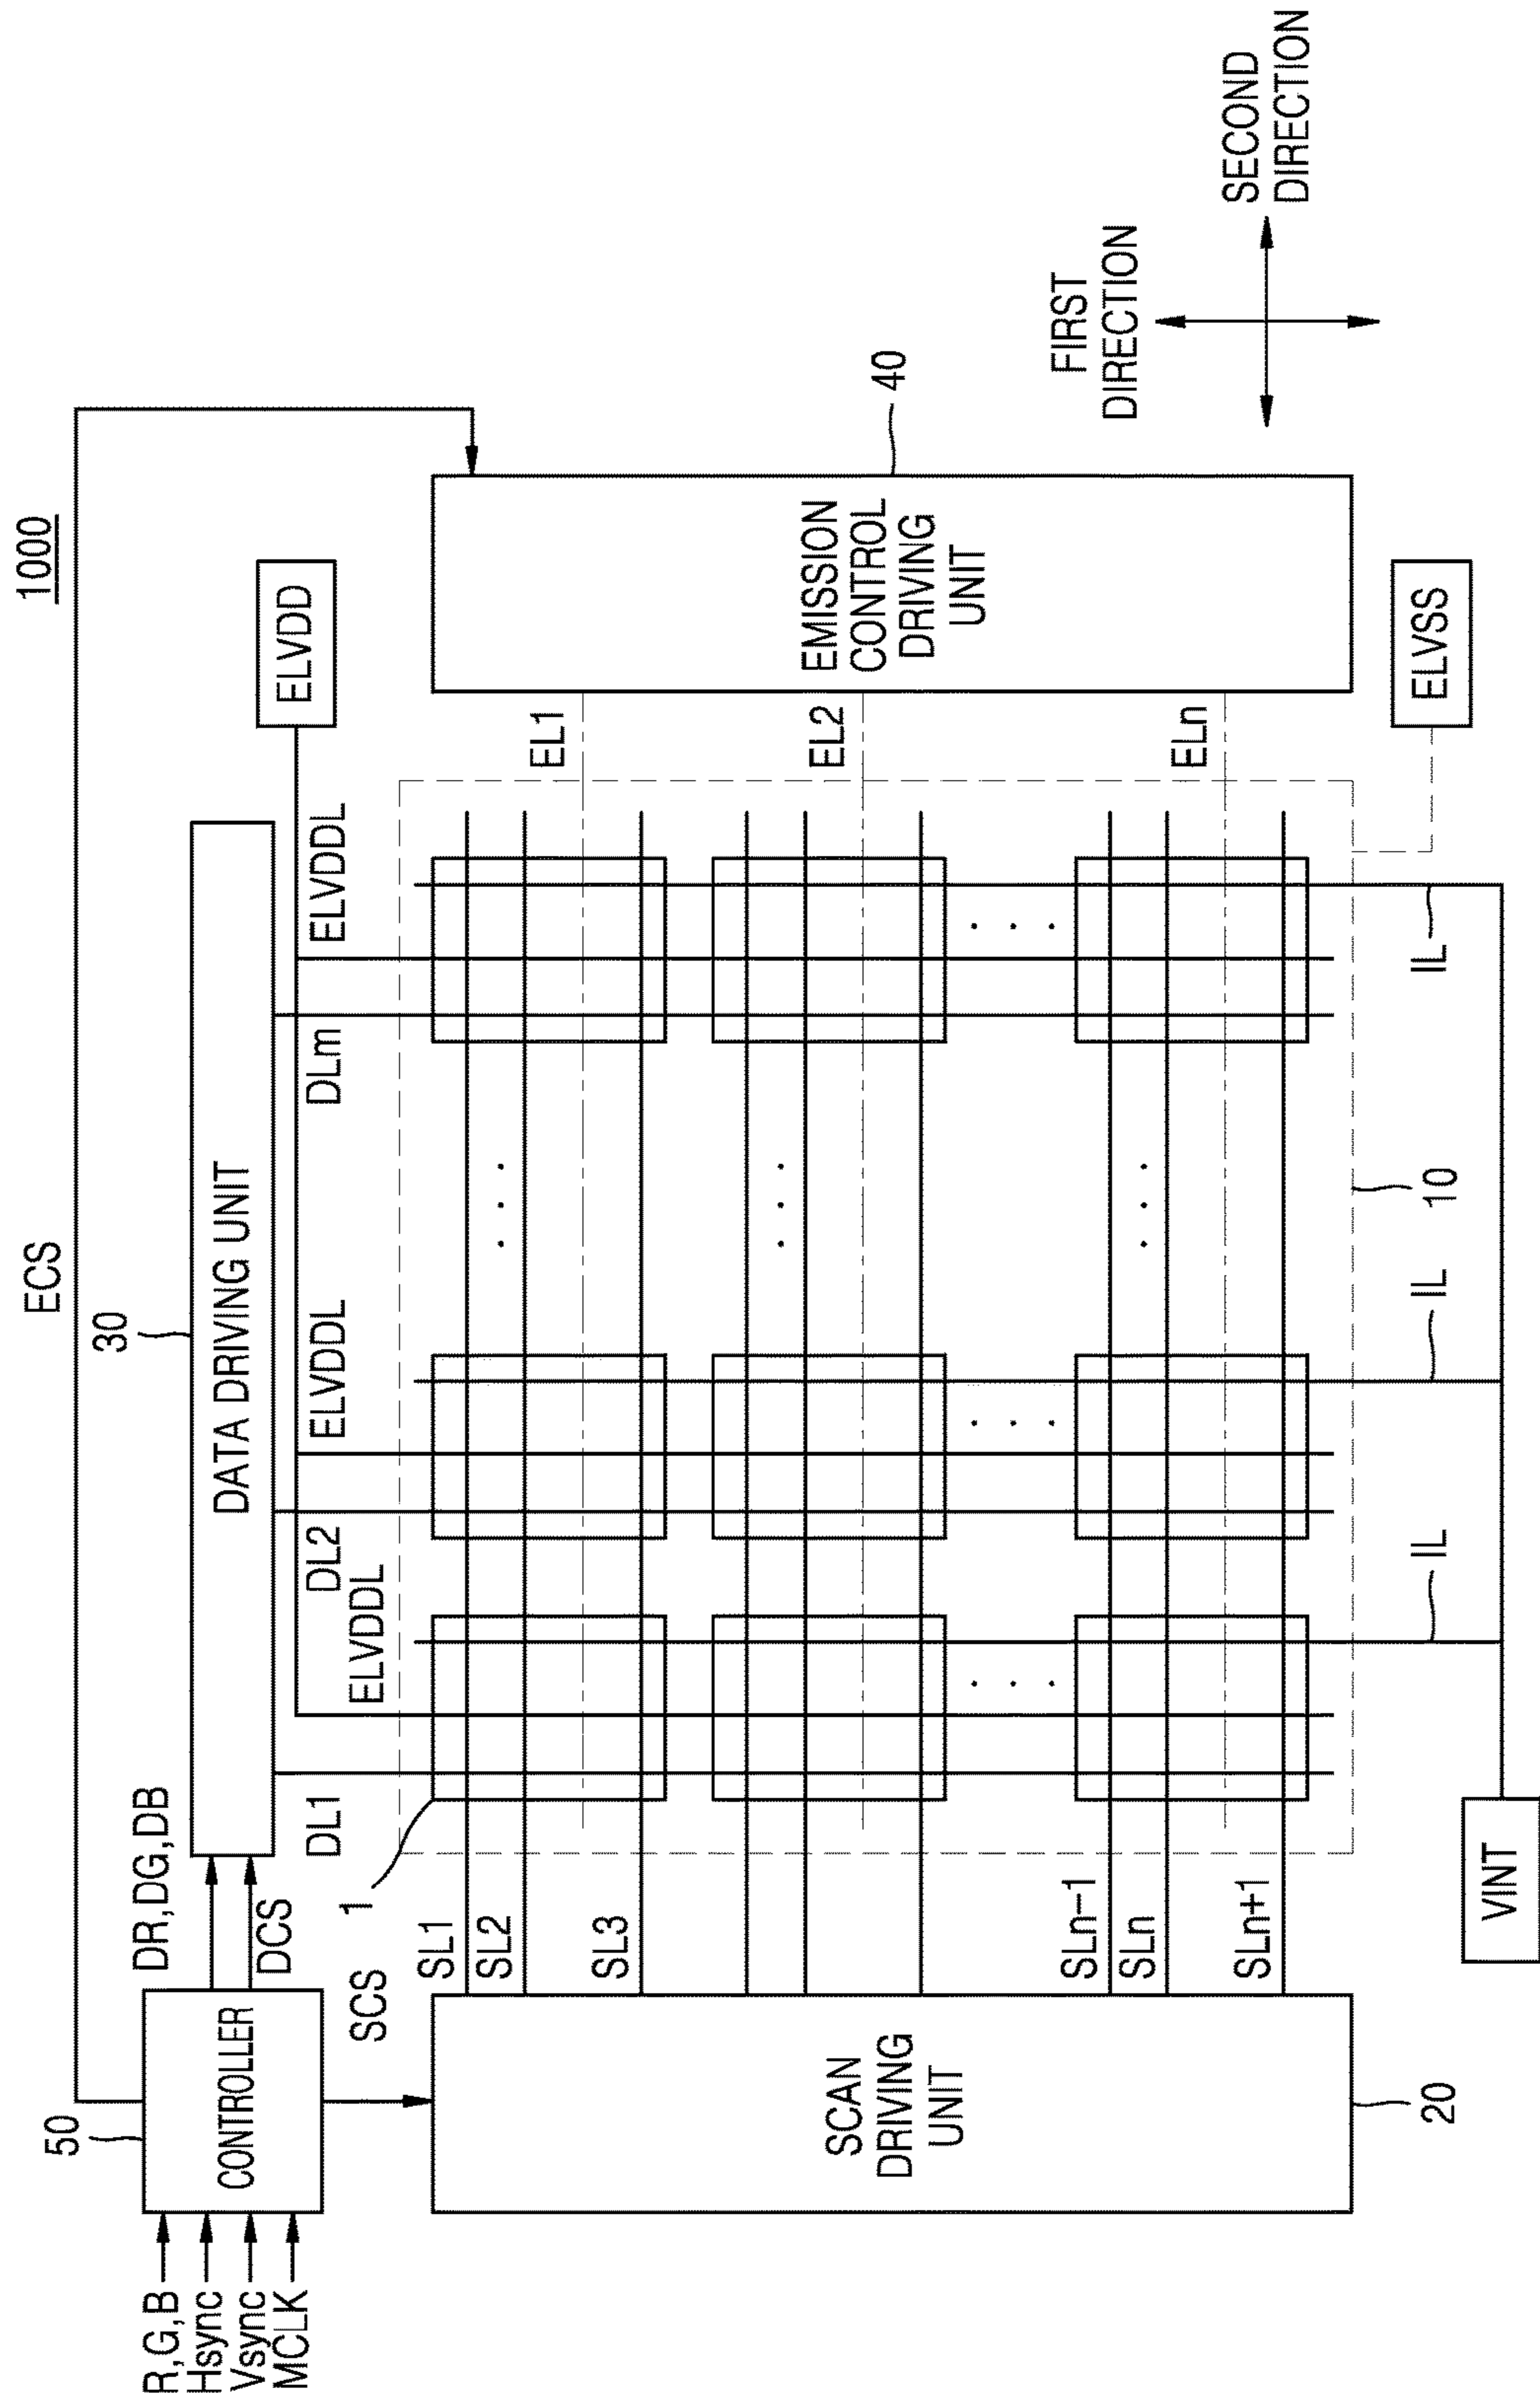 1000
ECS
30
DATA DRIVING UNIT
50
CONTROLLER
R,G,B
Hsync
Vsync
MCLK
DR,DG,DB
DCS
SCS
ELVDD
DL1
ELVDDL
DL2
ELVDDL
DLm
ELVDDL
1
SL1
SL2
SL3
SLn-1
SLn
SLn+1
EL1
EL2
ELn
SCAN
DRIVING
UNIT
20
EMISSION
CONTROL
DRIVING
UNIT
40
FIRST
DIRECTION
SECOND
DIRECTION
ELVSS
IL
IL
10
IL
VINT